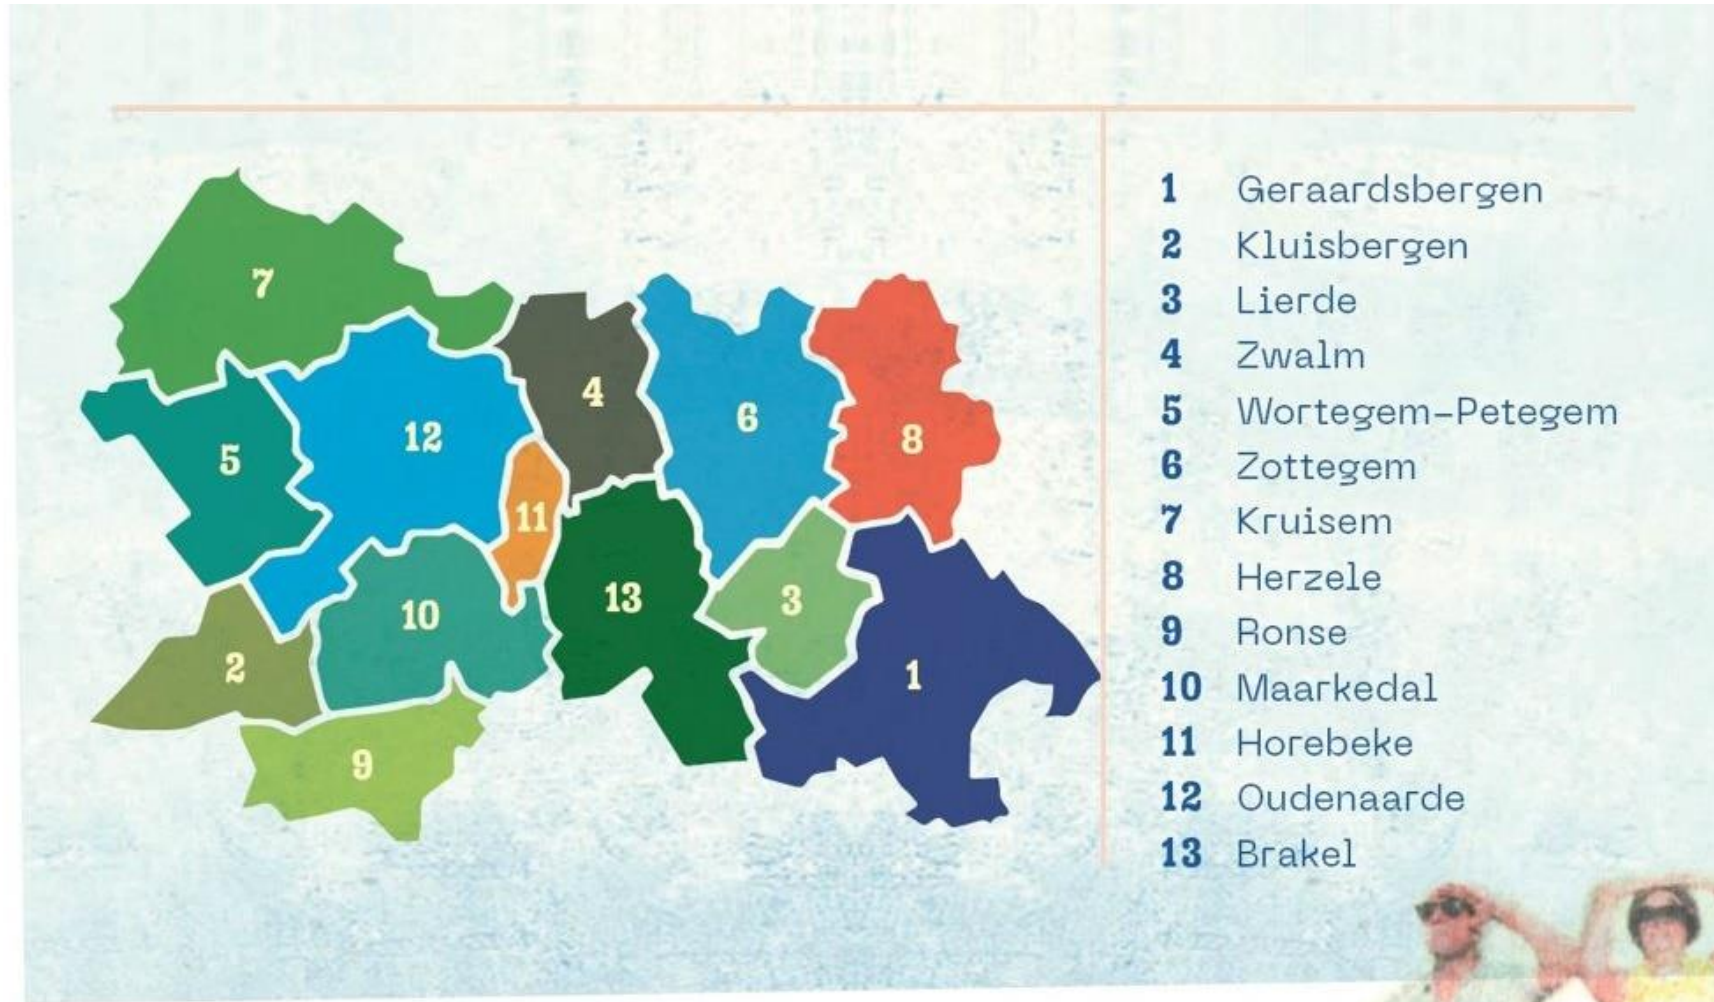 7
4
6
8
12
5
11
13
10
3
2
1
9
1 Geraardsbergen
2 Kluisbergen
3 Lierde
4 Zwalm
5 Wortegem-Petegem
6 Zottegem
7 Kruisem
8 Herzele
9 Ronse
10 Maarkedal
11 Horebeke
12 Oudenaarde
13 Brakel